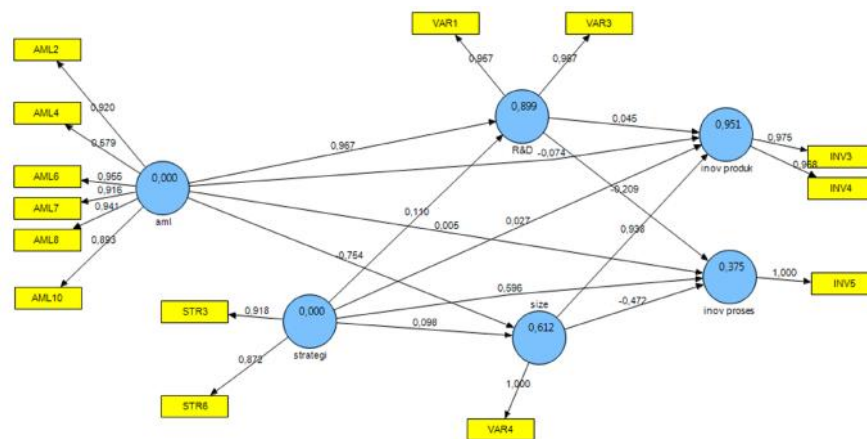 VAR1
VAR3
AML2
AML4
AML6
AML7
AML8
AML10
0,920
0,679
0,955
0,916
0,941
0,893
0,000
aml
0,957
0,899
R&D
0,967
0,045
-0,074
-0,209
0,951
inov produk
0,975
0,968
INV3
INV4
0,110
0,027
0,005
0,938
-0,754
0,596
-0,472
0,375
inov proses
1,000
INV5
STR3
0,918
0,000
strategi
0,872
STR6
0,098
size
0,612
1,000
VAR4